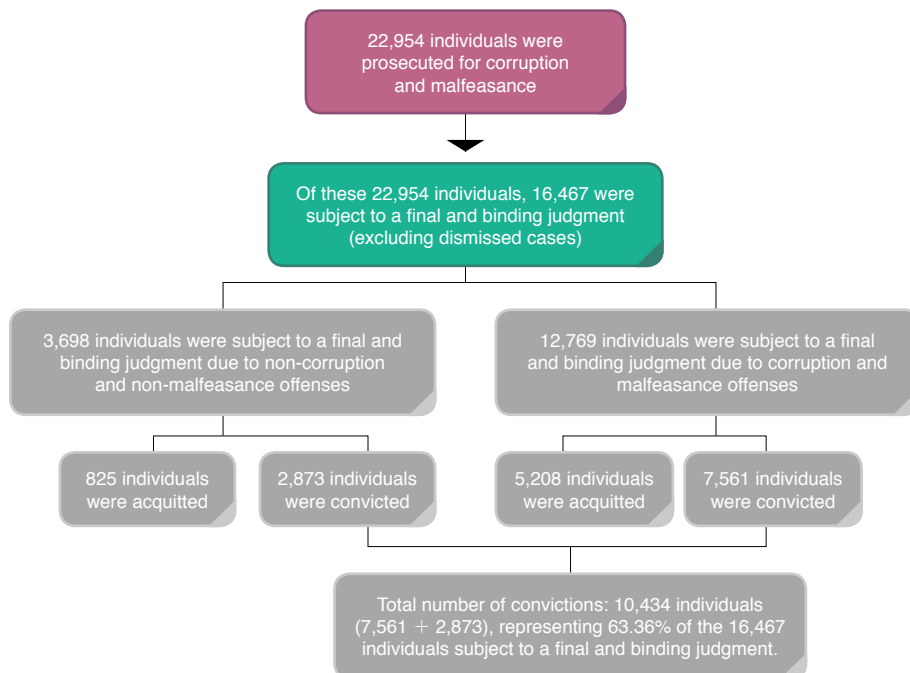 22,954 individuals were
prosecuted for corruption
and malfeasance
Of these 22,954 individuals, 16,467 were
subject to a final and binding judgment
(excluding dismissed cases)
3,698 individuals were subject to a final and
binding judgment due to non-corruption
and non-malfeasance offenses
12,769 individuals were subject to a final
and binding judgment due to corruption and
malfeasance offenses
825 individuals
were acquitted
2,873 individuals
were convicted
5,208 individuals
were acquitted
7,561 individuals
were convicted
Total number of convictions: 10,434 individuals
(7,561 + 2,873), representing 63.36% of the 16,467
individuals subject to a final and binding judgment.